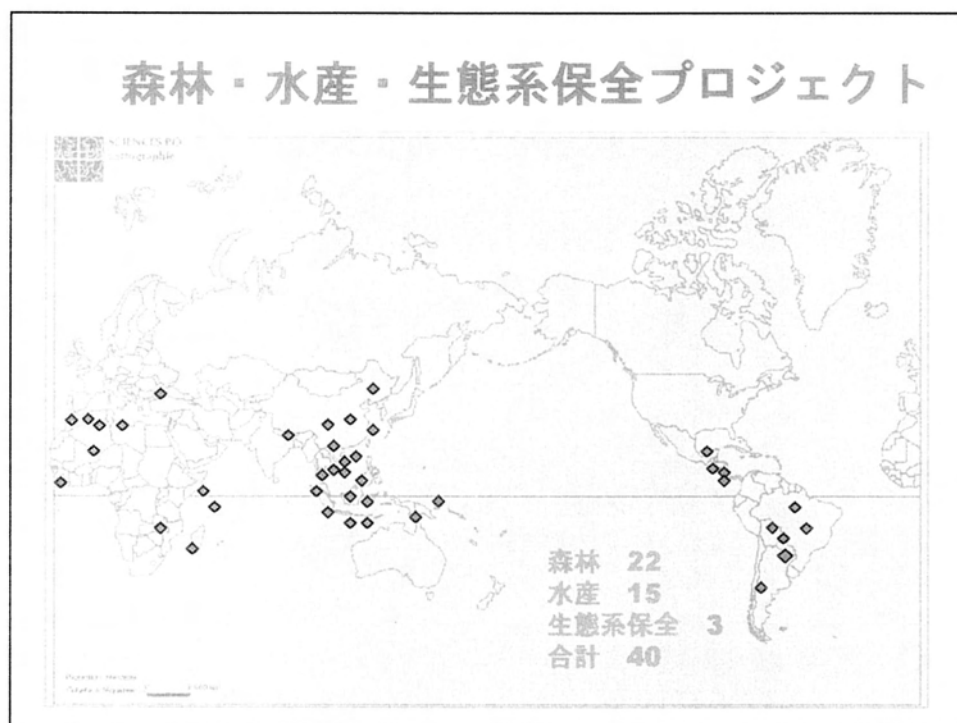 森林・水産・生態系保全プロジェクト
SCIENCES PO
cartographie
森林 22
水産 15
生態系保全 3
合計 40